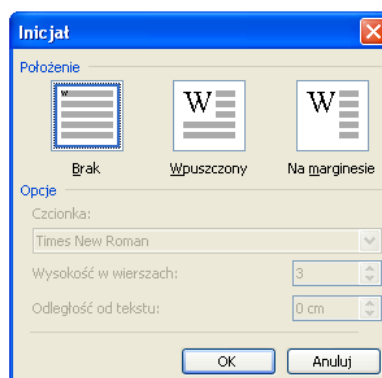 Inicjał
Położenie
W W W
Brak Wpuszczony Na marginesie
Opcje
Czcionka:
Times New Roman
Wysokość w wierszach: 3
Odległość od tekstu: 0 cm
OK Anuluj